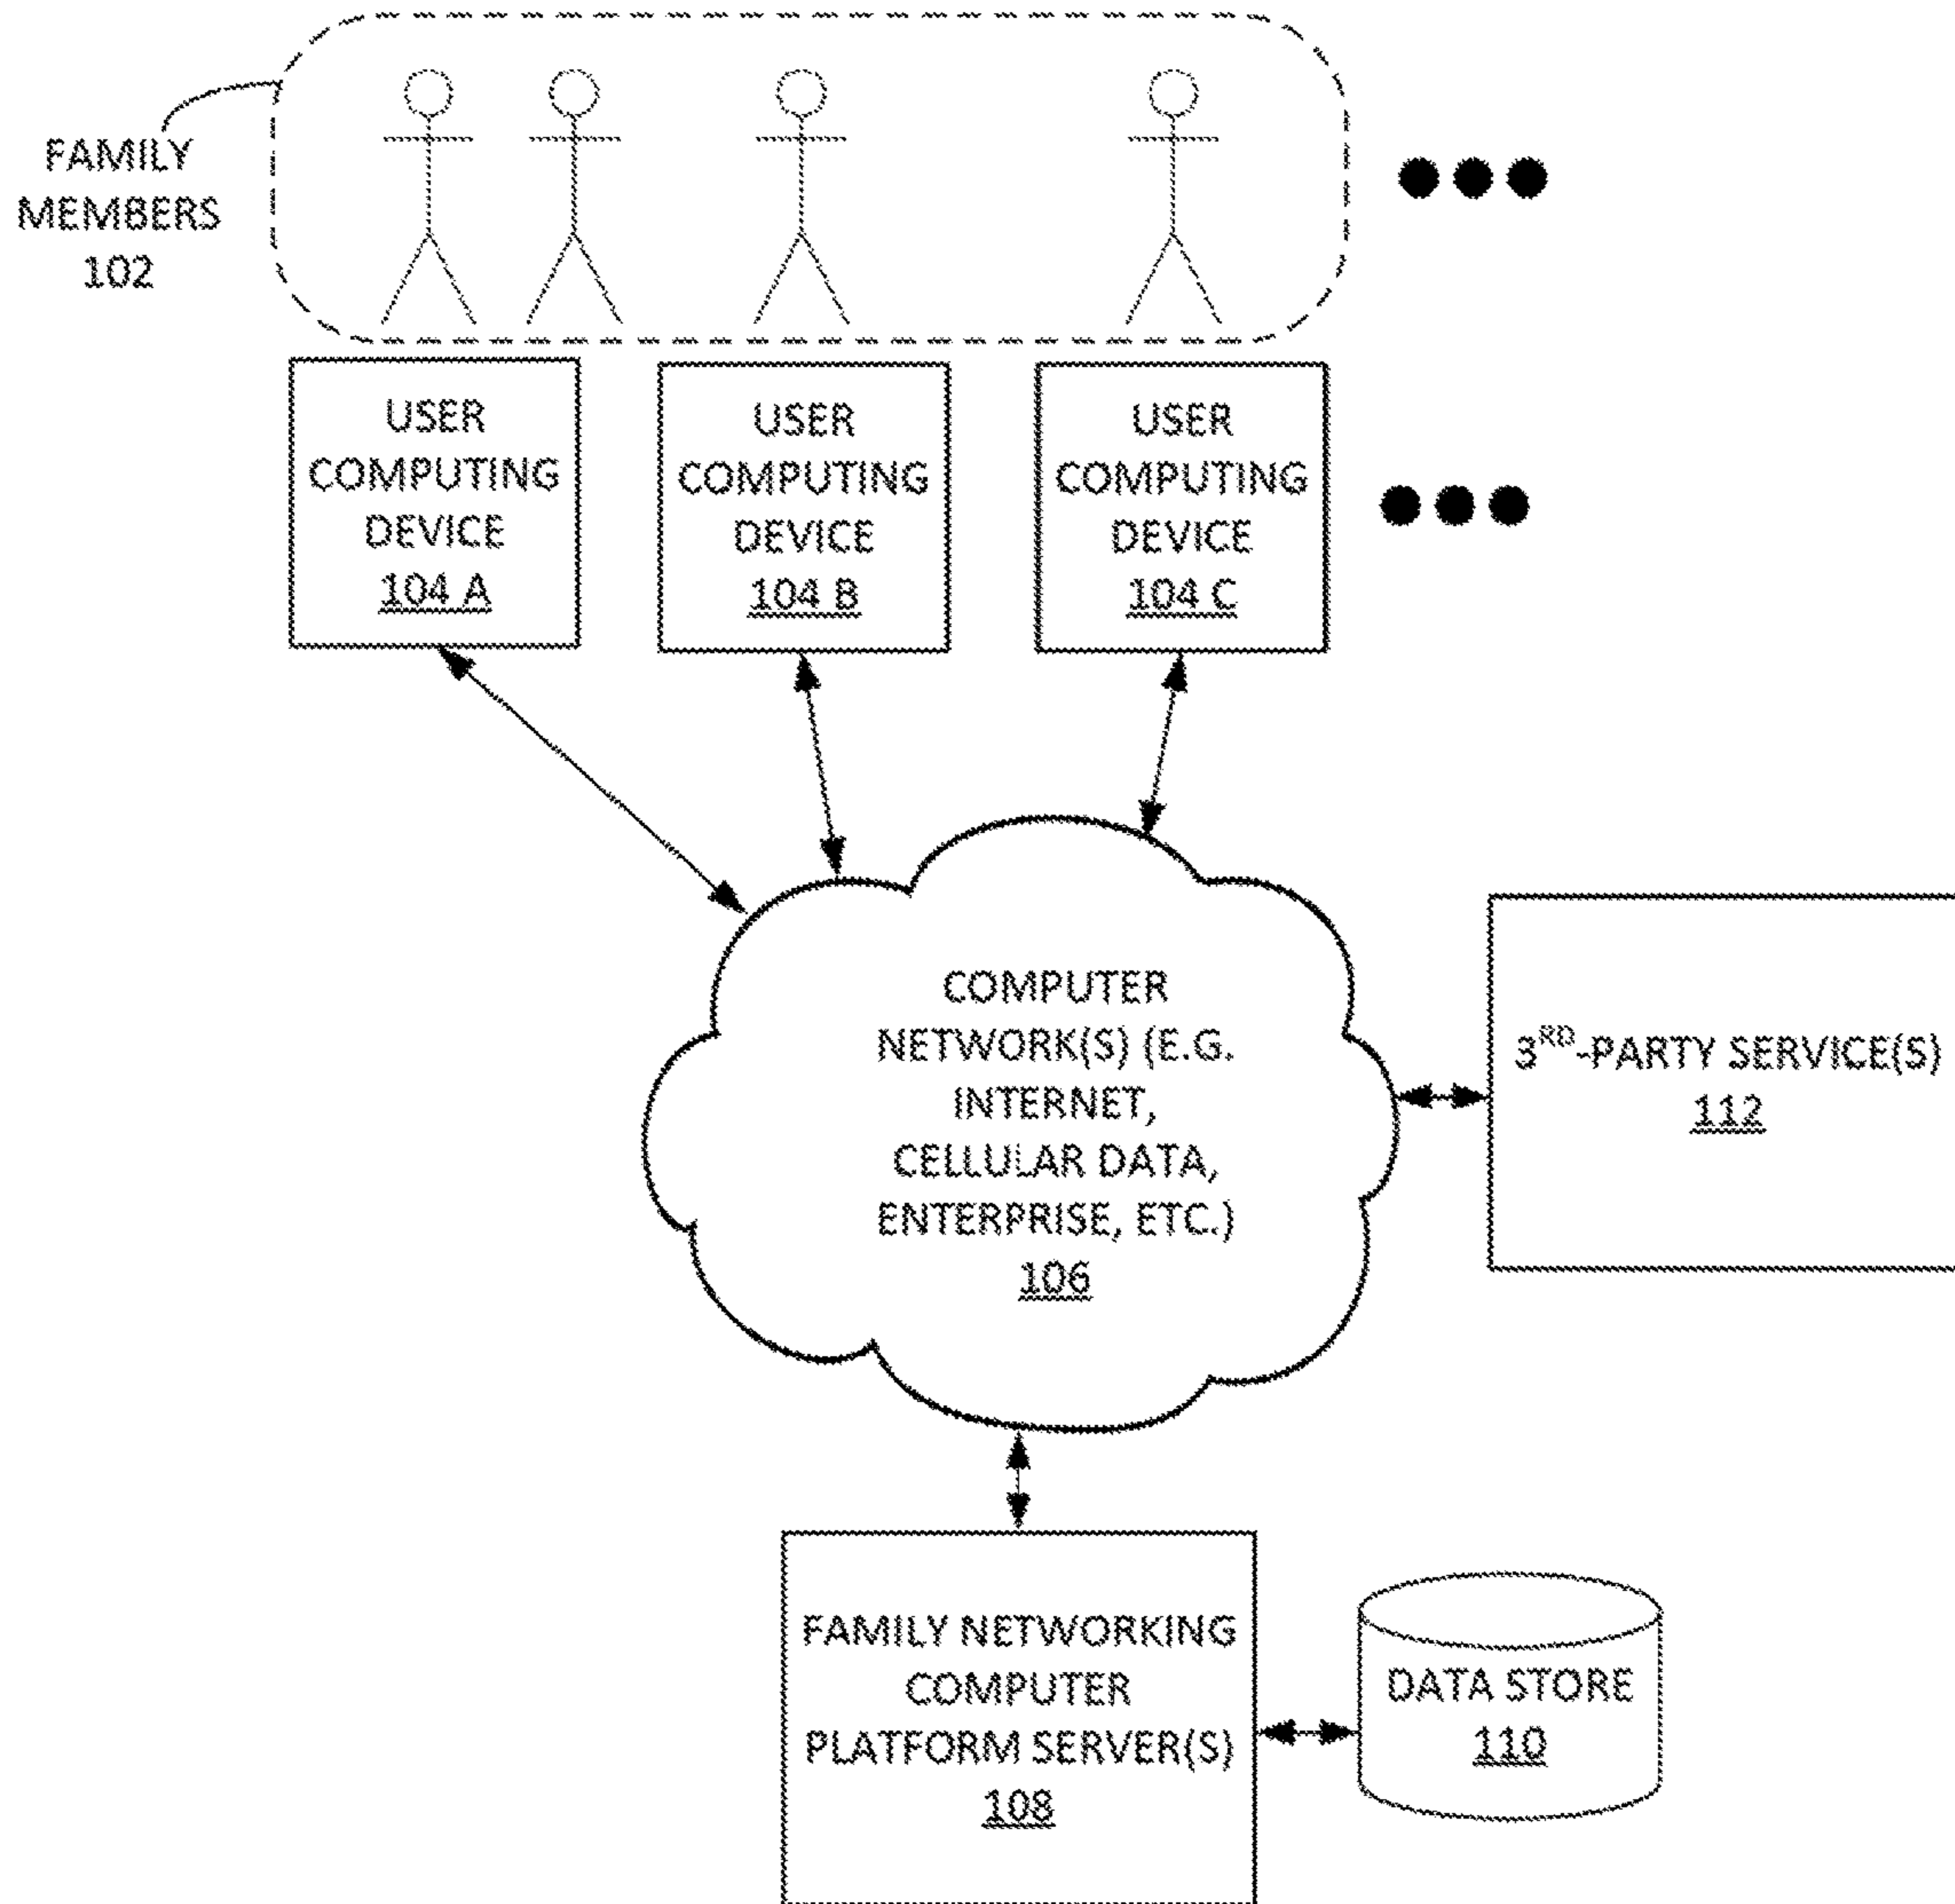 FAMILY
MEMBERS
102
USER
COMPUTING
DEVICE
104 A
USER
COMPUTING
DEVICE
104 B
USER
COMPUTING
DEVICE
104 C
COMPUTER
NETWORK(S) (E.G.
INTERNET,
CELLULAR DATA,
ENTERPRISE, ETC.)
106
3RD-PARTY SERVICE(S)
112
FAMILY NETWORKING
COMPUTER
PLATFORM SERVER(S)
108
DATA STORE
110